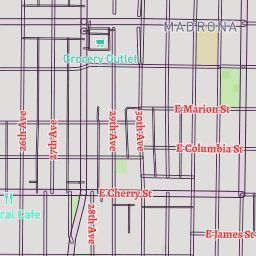 MADRONA
Grocery Outlet
E Marion St
26th Ave
27th Ave
29th Ave
30th Ave
E Columbia St
E Cherry St
ral Cafe
28th Ave
E James St